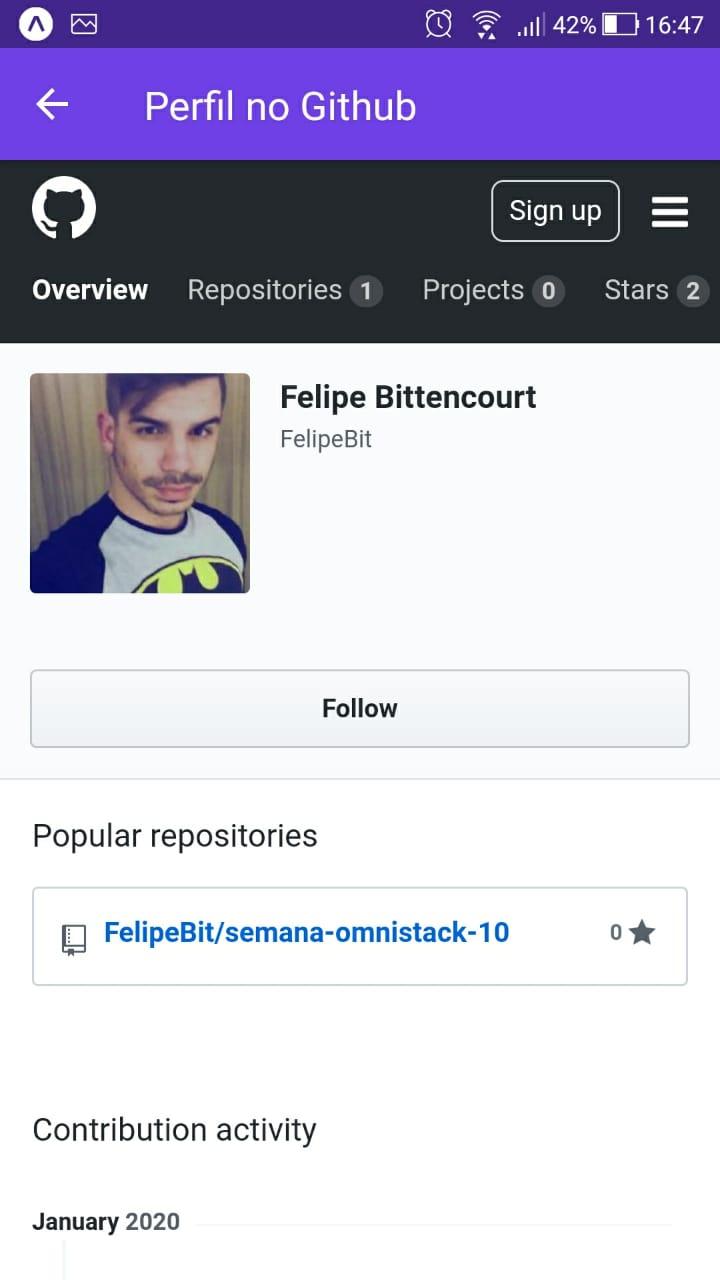 42% 16:47
Perfil no Github
Sign up
Overview Repositories 1 Projects 0 Stars 2
Felipe Bittencourt
FelipeBit
Follow
Popular repositories
FelipeBit/semana-omnistack-10 0
Contribution activity
January 2020